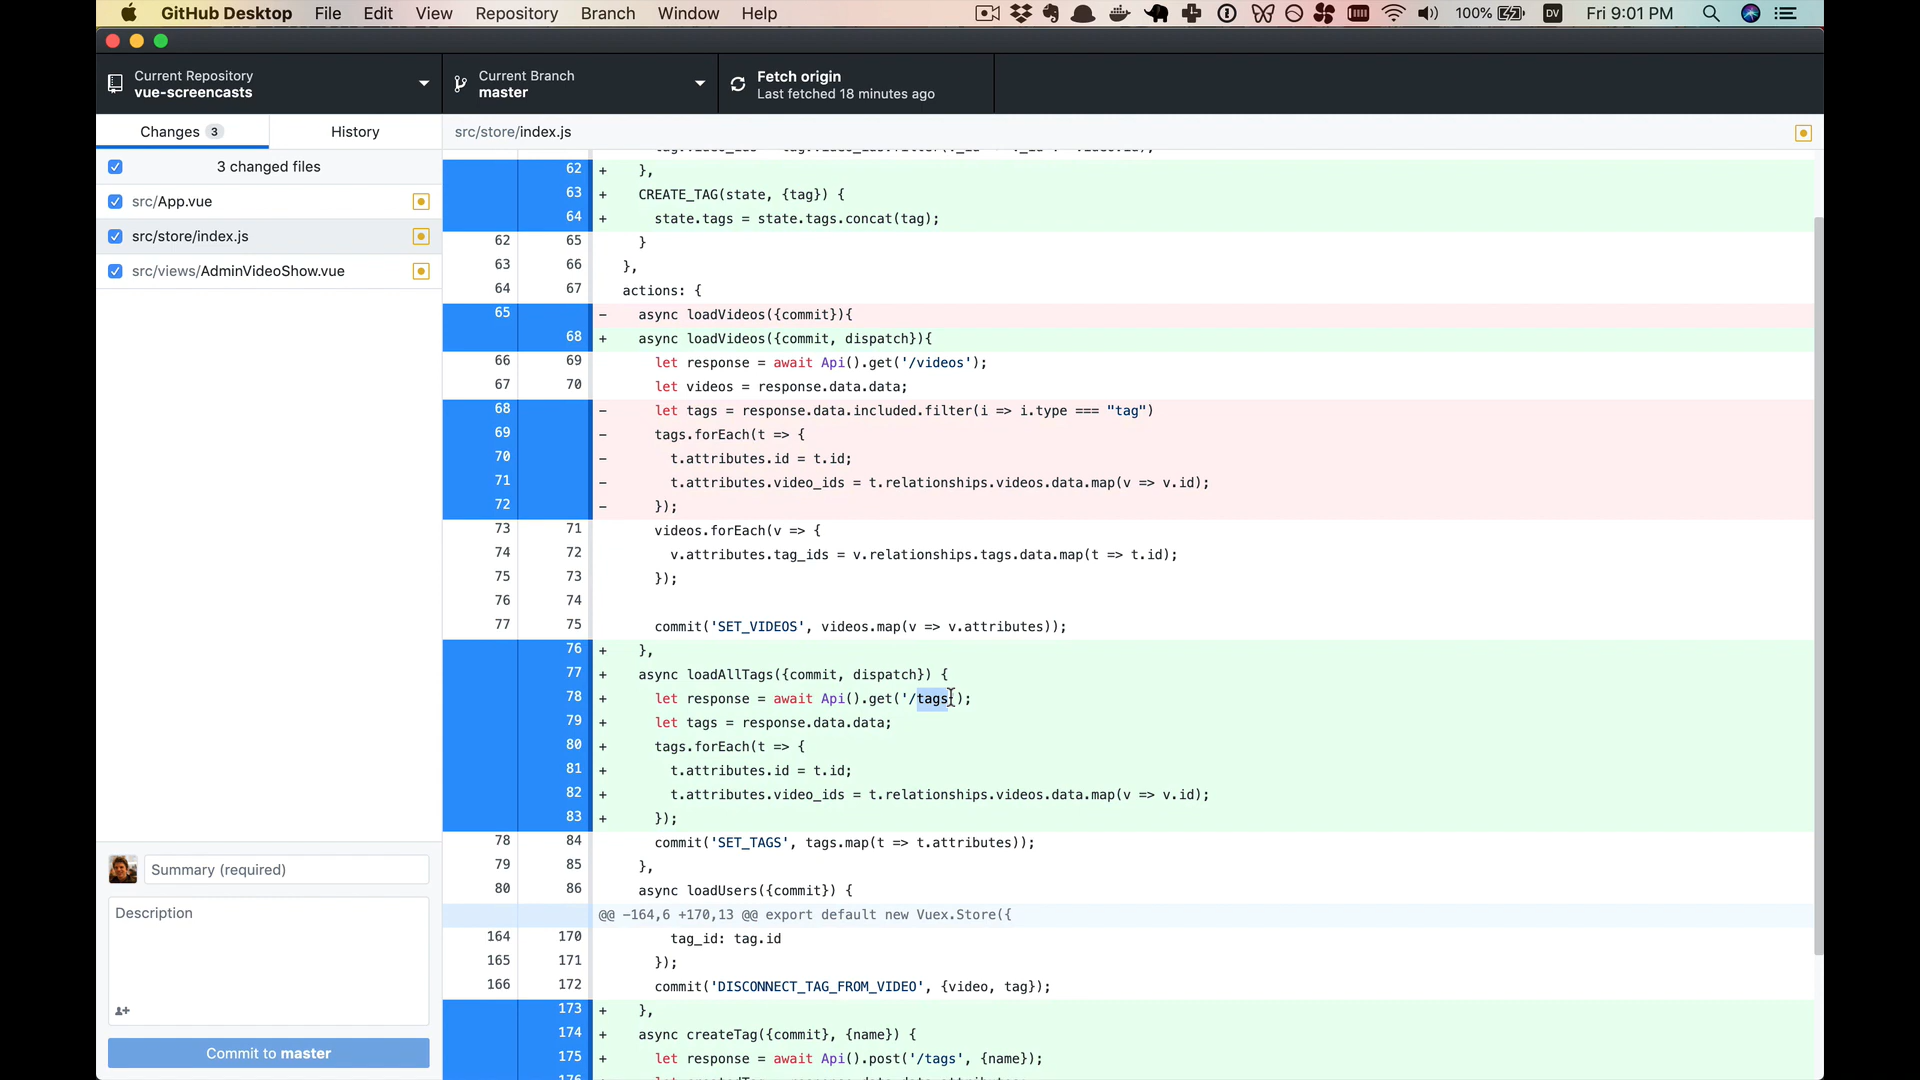 GitHub Desktop File Edit View Repository Branch Window Help 100% DV Fri 9:01 PM
Current Repository
vue-screencasts
Current Branch
master
Fetch origin
Last fetched 18 minutes ago
Changes 3
History
src/store/index.js
3 changed files
src/App.vue
src/store/index.js
src/views/AdminVideoShow.vue
62 + },
63 + CREATE_TAG(state, {tag}) {
64 + state.tags = state.tags.concat(tag);
62 65 }
63 66 },
64 67 actions: {
65 - async loadVideos({commit}){
68 + async loadVideos({commit, dispatch}){
66 69 let response = await Api().get('/videos');
67 70 let videos = response.data.data;
68 - let tags = response.data.included.filter(i => i.type === "tag")
69 - tags.forEach(t => {
70 - t.attributes.id = t.id;
71 - t.attributes.video_ids = t.relationships.videos.data.map(v => v.id);
72 - });
73 71 videos.forEach(v => {
74 72 v.attributes.tag_ids = v.relationships.tags.data.map(t => t.id);
75 73 });
76 74
77 75 commit('SET_VIDEOS', videos.map(v => v.attributes));
76 + },
77 + async loadAllTags({commit, dispatch}) {
78 + let response = await Api().get('/tags');
79 + let tags = response.data.data;
80 + tags.forEach(t => {
81 + t.attributes.id = t.id;
82 + t.attributes.video_ids = t.relationships.videos.data.map(v => v.id);
83 + });
78 84 commit('SET_TAGS', tags.map(t => t.attributes));
79 85 },
80 86 async loadUsers({commit}) {
@@ -164,6 +170,13 @@ export default new Vuex.Store({
164 170 tag_id: tag.id
165 171 });
166 172 commit('DISCONNECT_TAG_FROM_VIDEO', {video, tag});
173 + },
174 + async createTag({commit}, {name}) {
175 + let response = await Api().post('/tags', {name});
Summary (required)
Description
Commit to master